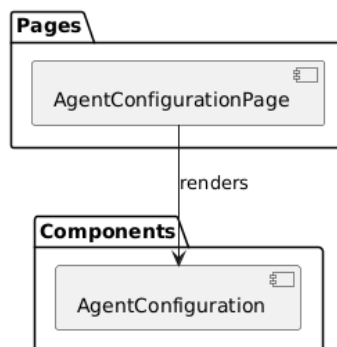 Pages
AgentConfigurationPage
renders
Components
AgentConfiguration